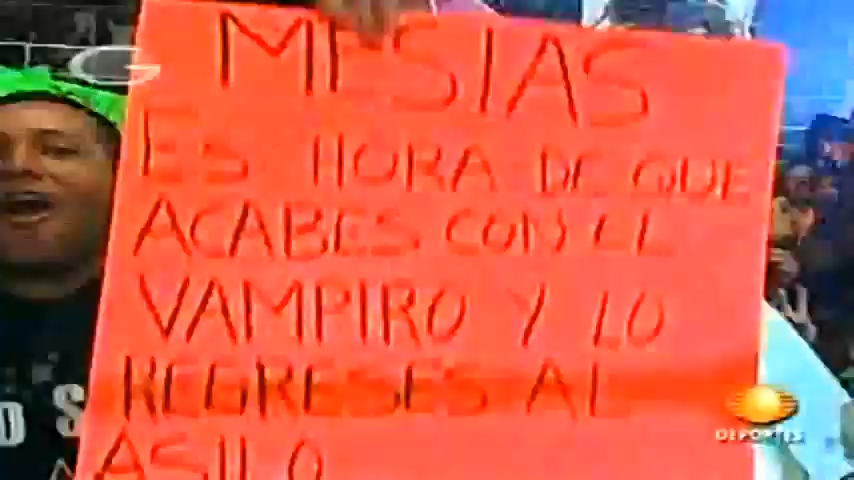 MESIAS
ES HORA DE QUE
ACABES CON EL
VAMPIRO Y LO
REGRESES AL
ASILO
DEPORTES